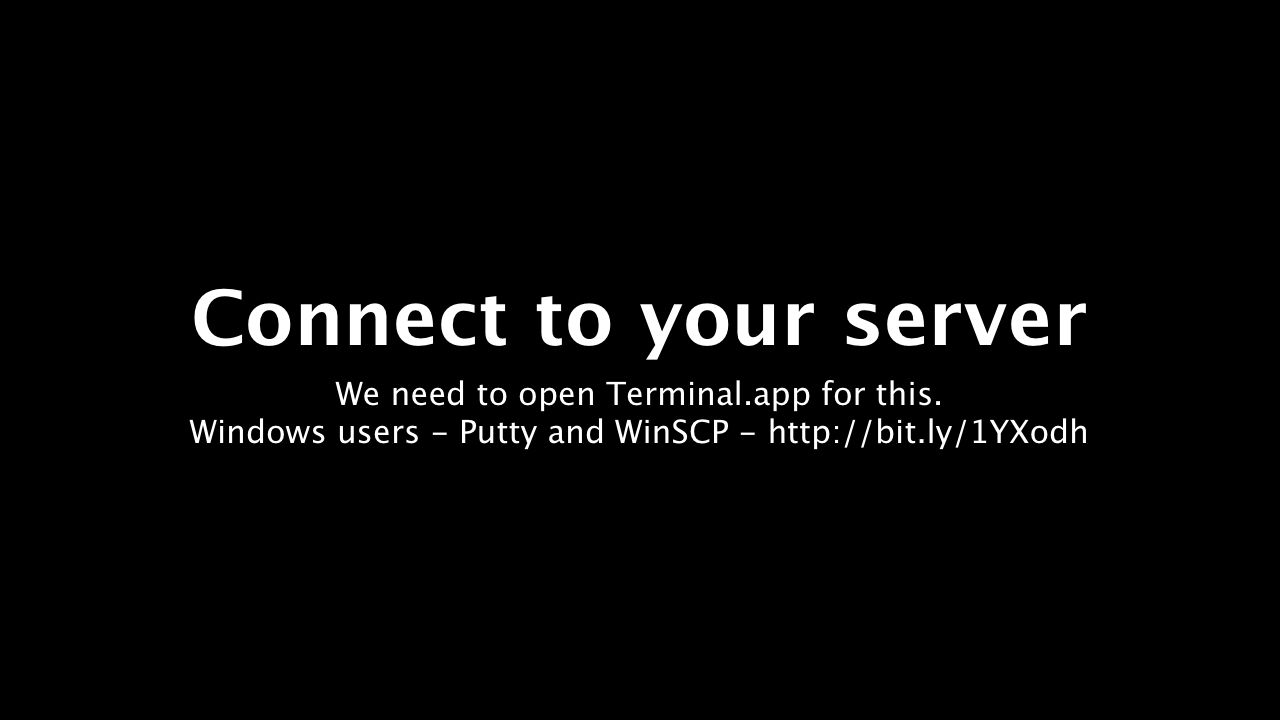 Connect to your server
We need to open Terminal.app for this.
Windows users – Putty and WinSCP – http://bit.ly/1YXodh